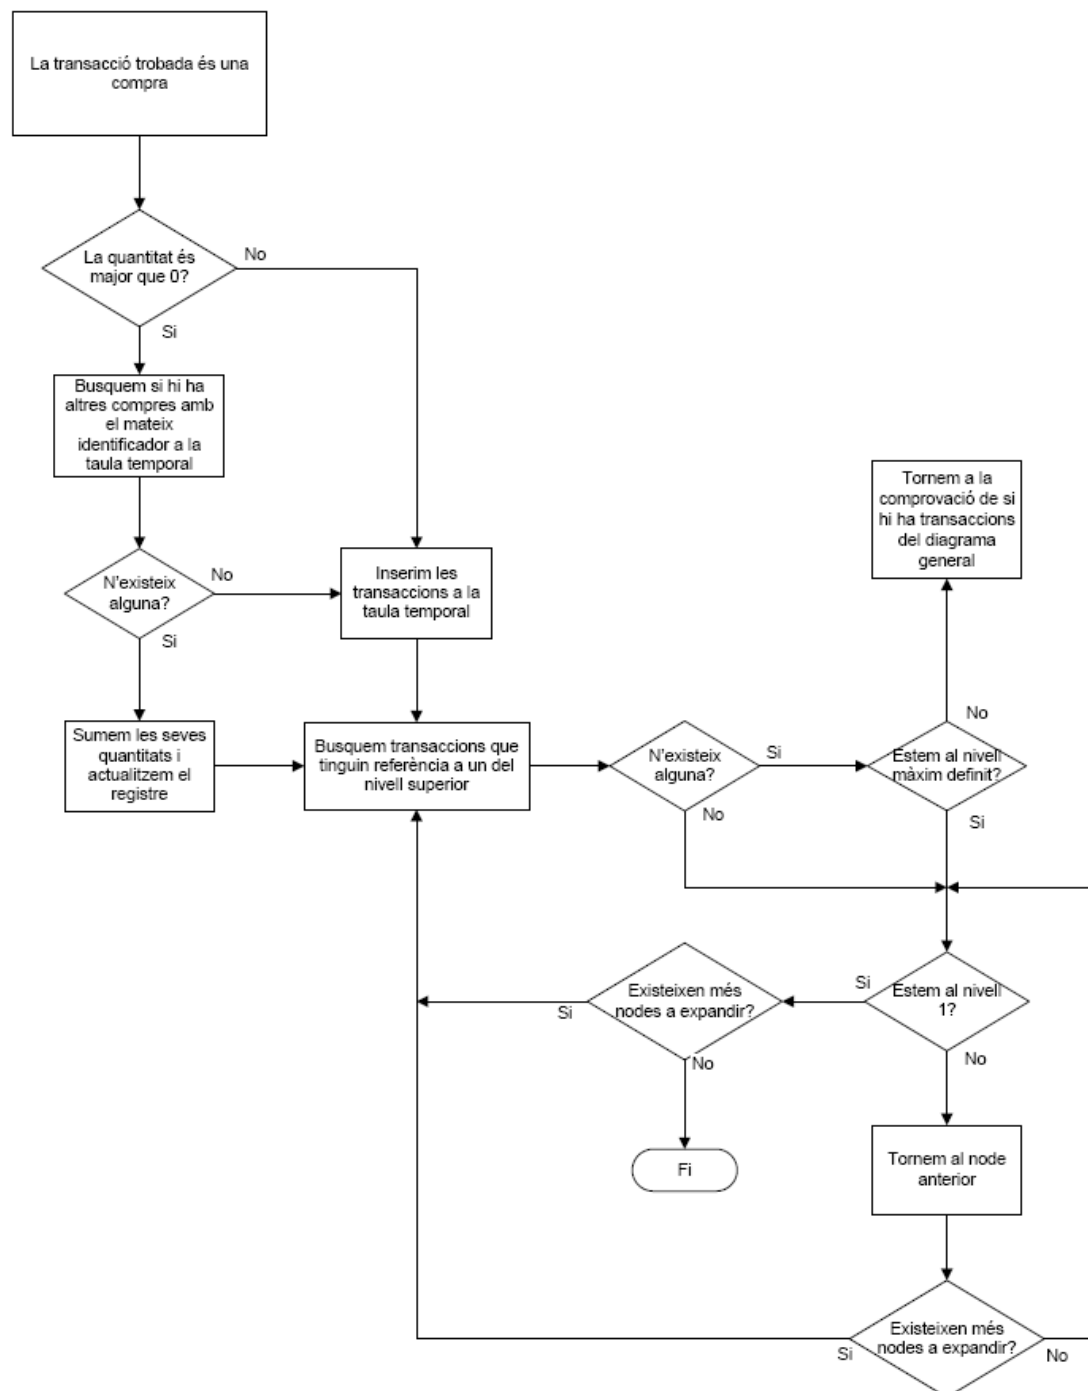 La transacció trobada és una
compra
La quantitat és
major que 0?
No
Si
Busquem si hi ha
altres compres amb
el mateix
identificador a la
taula temporal
N'existeix
alguna?
No
Si
Inserim les
transaccions a la
taula temporal
Sumem les seves
quantitats i
actualitzem el
registre
Busquem transaccions que
tinguin referència a un del
nivell superior
N'existeix
alguna?
Si
No
Tornem a la
comprovació de si
hi ha transaccions
del diagrama
general
No
Estem al nivell
màxim definit?
Si
Estem al nivell
1?
Si
No
Existeixen més
nodes a expandir?
Si
No
Fi
Tornem al node
anterior
Existeixen més
nodes a expandir?
Si
No